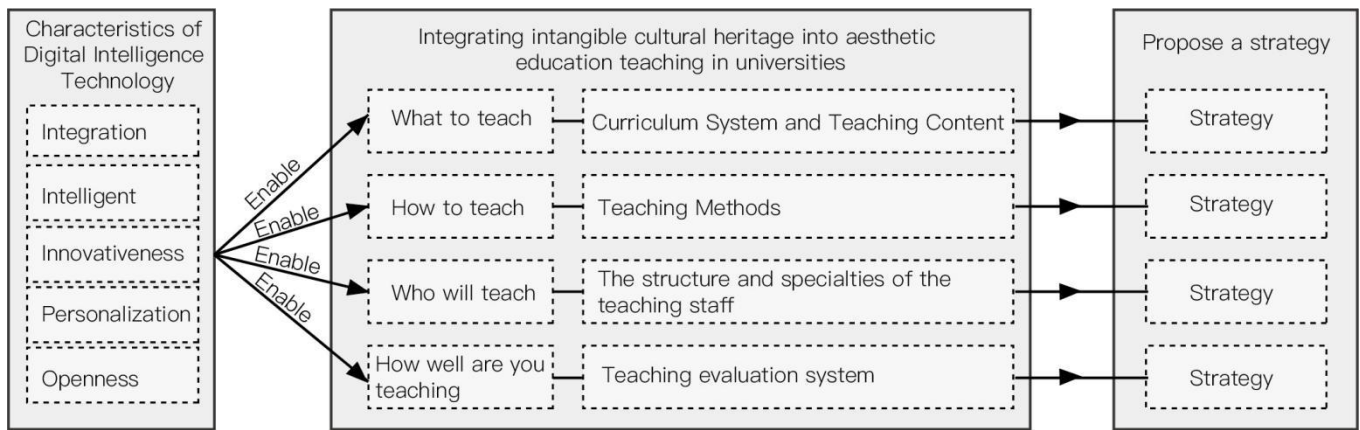 Characteristics of
Digital Intelligence
Technology
Integration
Intelligent
Innovativeness
Personalization
Openness
Enable
Enable
Enable
Enable
Integrating intangible cultural heritage into aesthetic
education teaching in universities
What to teach
Curriculum System and Teaching Content
How to teach
Teaching Methods
Who will teach
The structure and specialties of the
teaching staff
How well are you
teaching
Teaching evaluation system
Propose a strategy
Strategy
Strategy
Strategy
Strategy